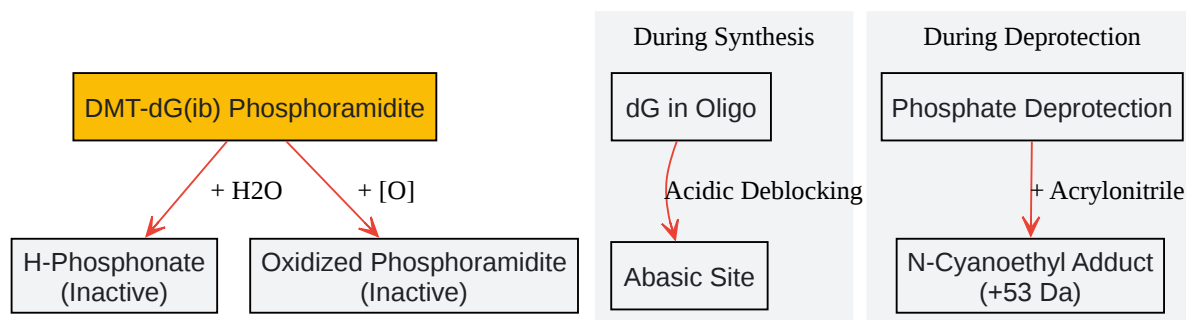 During Synthesis
During Deprotection
DMT-dG(ib) Phosphoramidite
dG in Oligo
Phosphate Deprotection
+ H2O
+ [O]
Acidic Deblocking
+ Acrylonitrile
H-Phosphonate
(Inactive)
Oxidized Phosphoramidite
(Inactive)
Abasic Site
N-Cyanoethyl Adduct
(+53 Da)